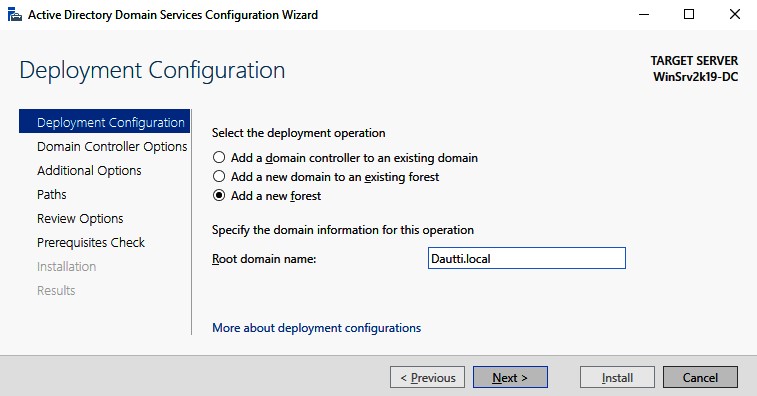 Active Directory Domain Services Configuration Wizard
Deployment Configuration
TARGET SERVER
WinSrv2k19-DC
Deployment Configuration
Domain Controller Options
Additional Options
Paths
Review Options
Prerequisites Check
Installation
Results
Select the deployment operation
Add a domain controller to an existing domain
Add a new domain to an existing forest
Add a new forest
Specify the domain information for this operation
Root domain name: Dautti.local
More about deployment configurations
< Previous Next > Install Cancel